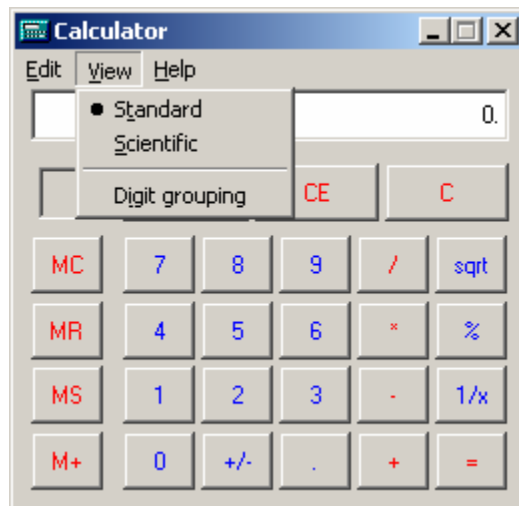 Calculator
Edit View Help
Standard
0.
Scientific
Digit grouping
CE C
MC 7 8 9 / sqrt
MR 4 5 6 * %
MS 1 2 3 - 1/x
M+ 0 +/- . + =